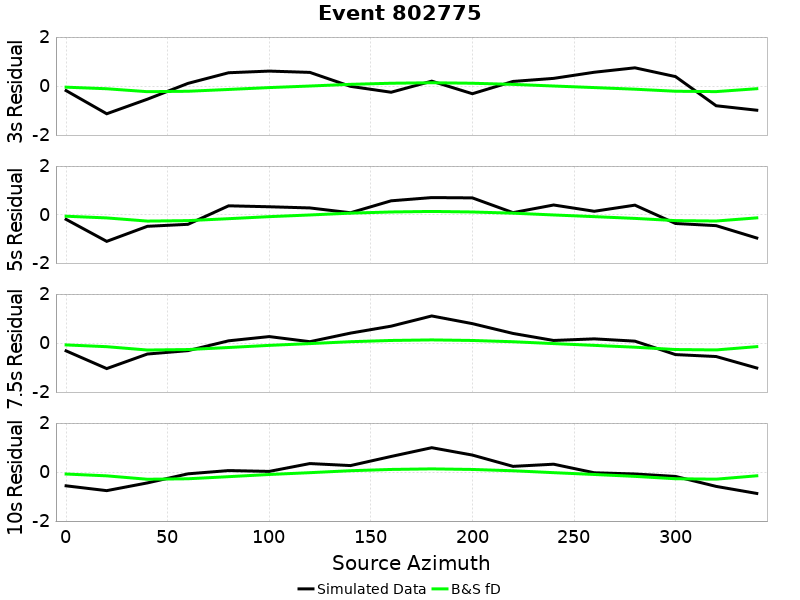 Event 802775
3s Residual
2
0
-2
5s Residual
2
0
-2
7.5s Residual
2
0
-2
10s Residual
2
0
-2
0 50 100 150 200 250 300
Source Azimuth
Simulated Data B&S fD